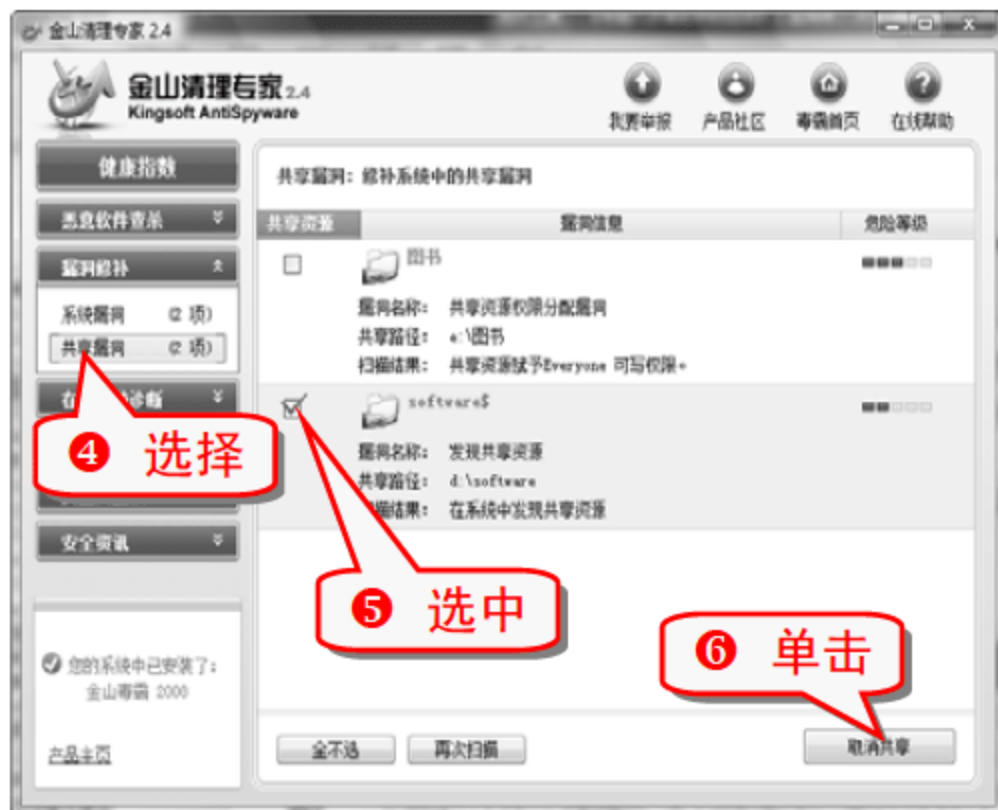 金山清理专家 2.4
金山清理专家 2.4
Kingsoft AntiSpyware
我要举报 产品社区 毒霸首页 在线帮助
健康指数
恶意软件查杀
漏洞修补
系统漏洞 (2 项)
共享漏洞 (2 项)
诊断
安全资讯
您的系统中已安装了:
金山毒霸 2008
产品主页
共享漏洞: 修补系统中的共享漏洞
共享资源 漏洞信息 危险等级
图书
漏洞名称: 共享资源权限分配漏洞
共享路径: e:\图书
扫描结果: 共享资源赋予Everyone 可写权限。
software$
漏洞名称: 发现共享资源
共享路径: d:\software
扫描结果: 在系统中发现共享资源
全不选 再次扫描 取消共享
④ 选择
⑤ 选中
⑥ 单击